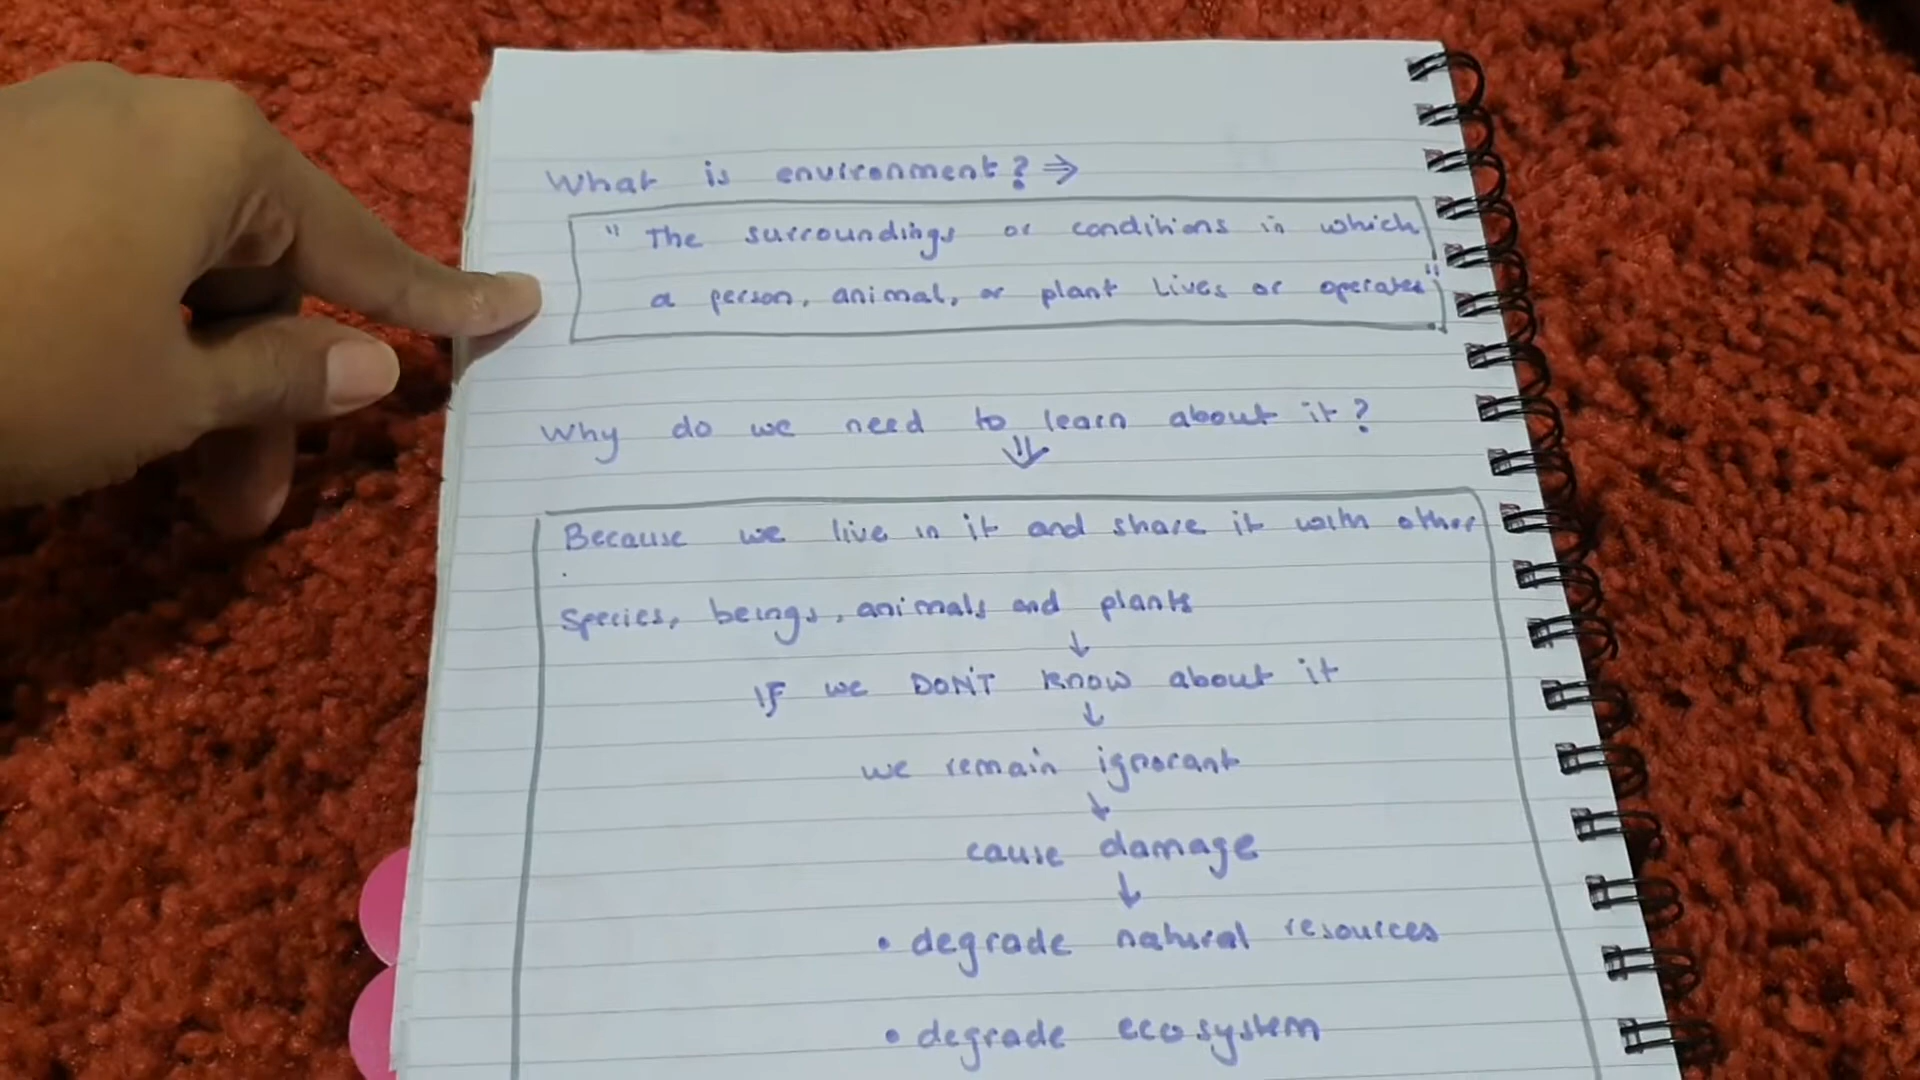 What is environment? ⇒
" The surroundings or conditions in which
a person, animal, or plant lives or operates"
Why do we need to learn about it?
⇓
Because we live in it and share it with other
species, beings, animals and plants
↓
IF we DON'T know about it
↓
we remain ignorant
↓
cause damage
↓
• degrade natural resources
• degrade ecosystem